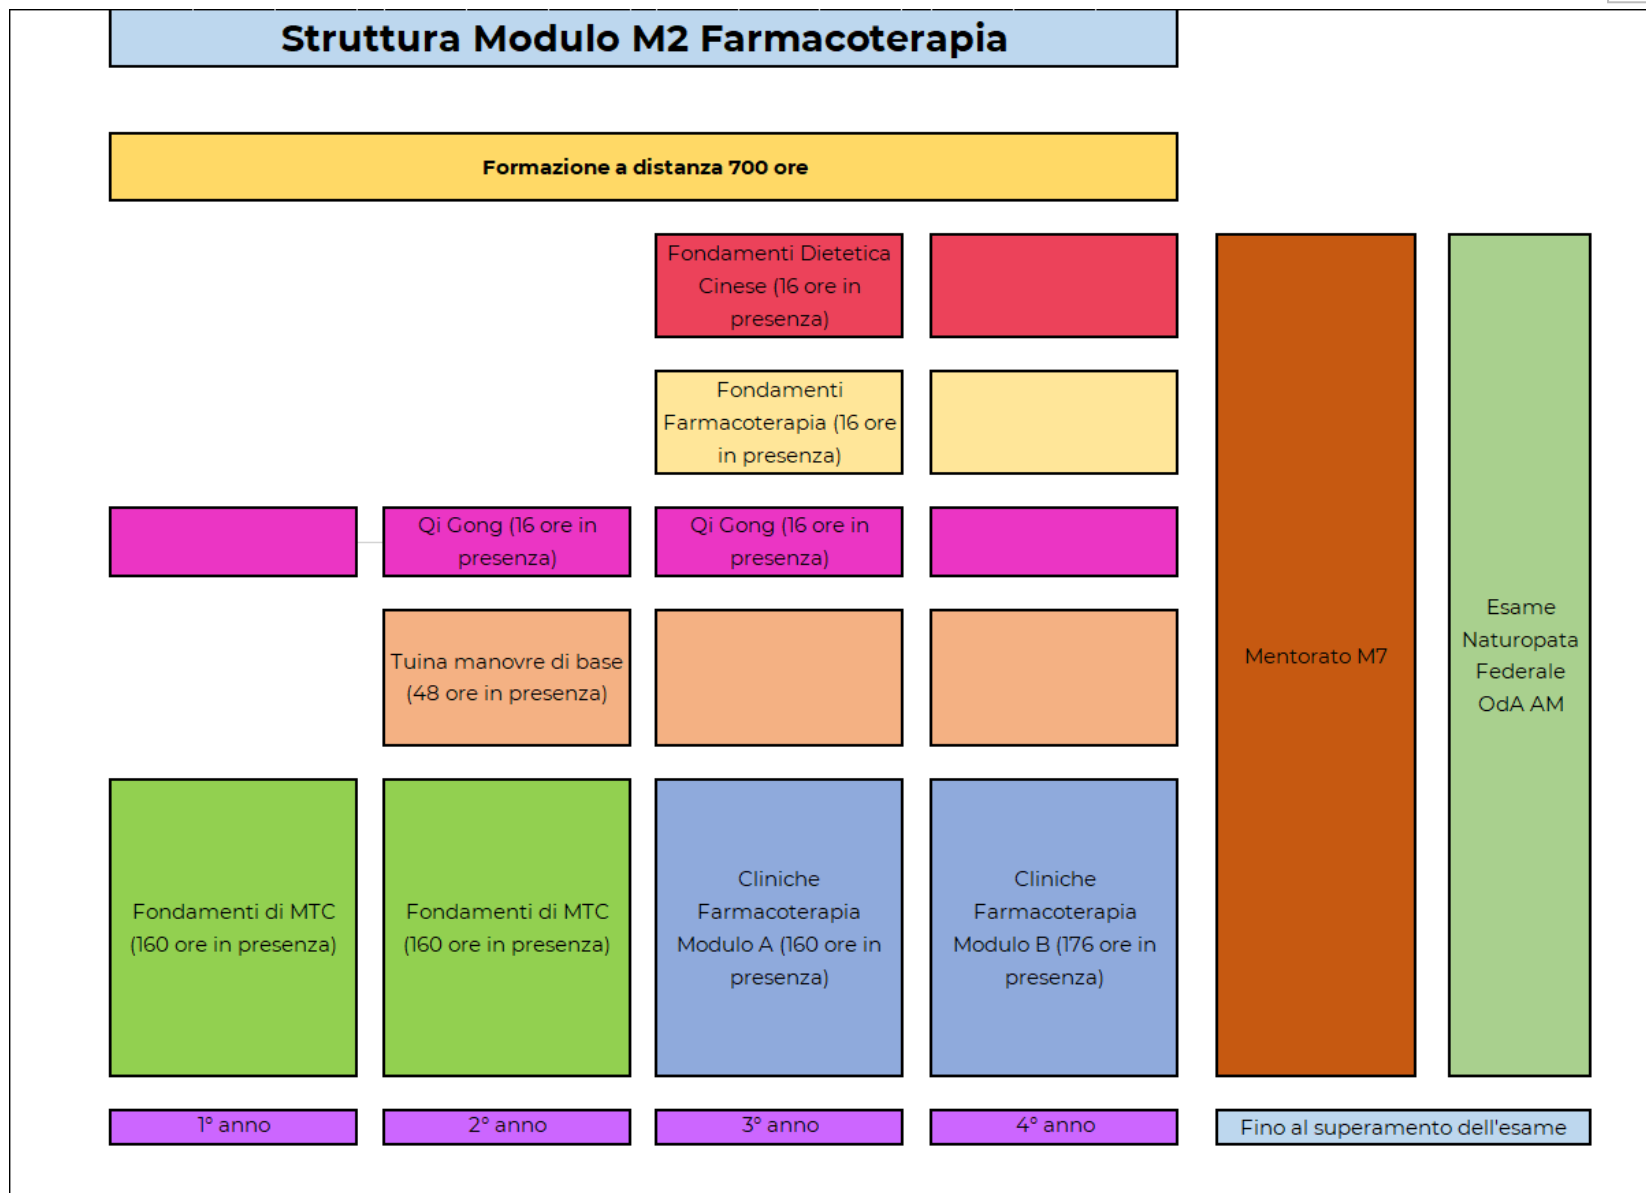 Struttura Modulo M2 Farmacoterapia
Formazione a distanza 700 ore
Fondamenti Dietetica
Cinese (16 ore in
presenza)
Fondamenti
Farmacoterapia (16 ore
in presenza)
Qi Gong (16 ore in
presenza)
Qi Gong (16 ore in
presenza)
Tuina manovre di base
(48 ore in presenza)
Mentorato M7
Esame
Naturopata
Federale
OdA AM
Fondamenti di MTC
(160 ore in presenza)
Fondamenti di MTC
(160 ore in presenza)
Cliniche
Farmacoterapia
Modulo A (160 ore in
presenza)
Cliniche
Farmacoterapia
Modulo B (176 ore in
presenza)
1° anno
2° anno
3° anno
4° anno
Fino al superamento dell'esame